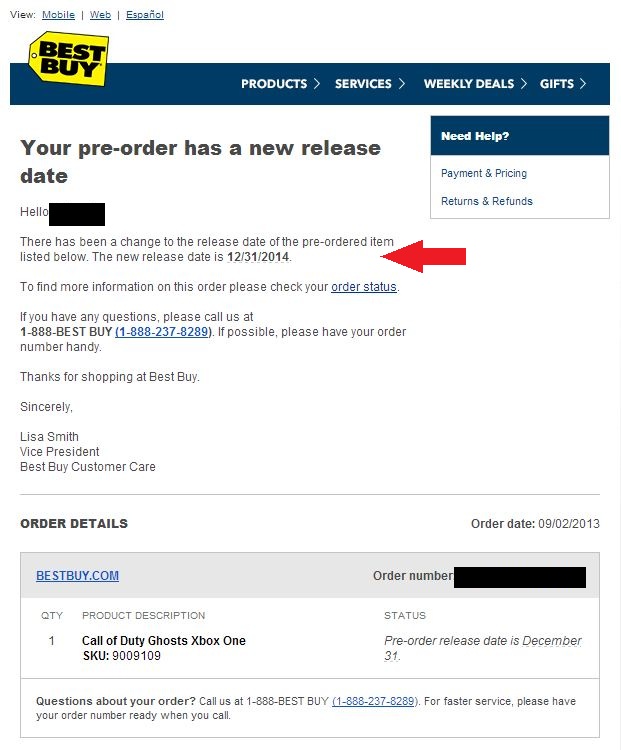 View: Mobile | Web | Español
BEST
BUY
PRODUCTS > SERVICES > WEEKLY DEALS > GIFTS >
Your pre-order has a new release
date
Need Help?
Payment & Pricing
Returns & Refunds
Hello
There has been a change to the release date of the pre-ordered item
listed below. The new release date is 12/31/2014.
To find more information on this order please check your order status.
If you have any questions, please call us at
1-888-BEST BUY (1-888-237-8289). If possible, please have your order
number handy.
Thanks for shopping at Best Buy.
Sincerely,
Lisa Smith
Vice President
Best Buy Customer Care
ORDER DETAILS Order date: 09/02/2013
BESTBUY.COM Order number
QTY PRODUCT DESCRIPTION STATUS
1 Call of Duty Ghosts Xbox One Pre-order release date is December
SKU: 9009109 31.
Questions about your order? Call us at 1-888-BEST BUY (1-888-237-8289). For faster service, please have
your order number ready when you call.